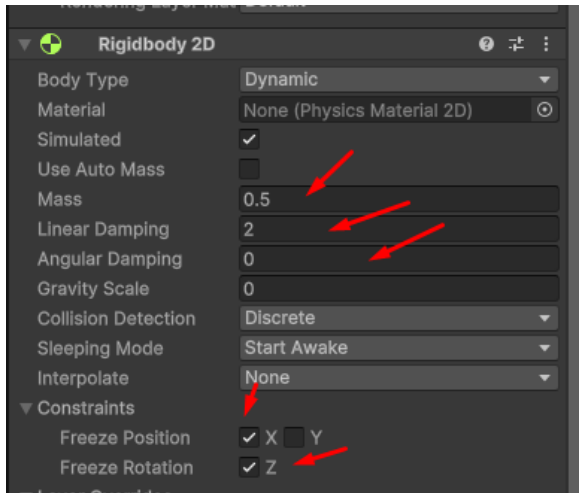 Rigidbody 2D
Body Type Dynamic
Material None (Physics Material 2D)
Simulated
Use Auto Mass
Mass 0.5
Linear Damping 2
Angular Damping 0
Gravity Scale 0
Collision Detection Discrete
Sleeping Mode Start Awake
Interpolate None
Constraints
Freeze Position X Y
Freeze Rotation Z